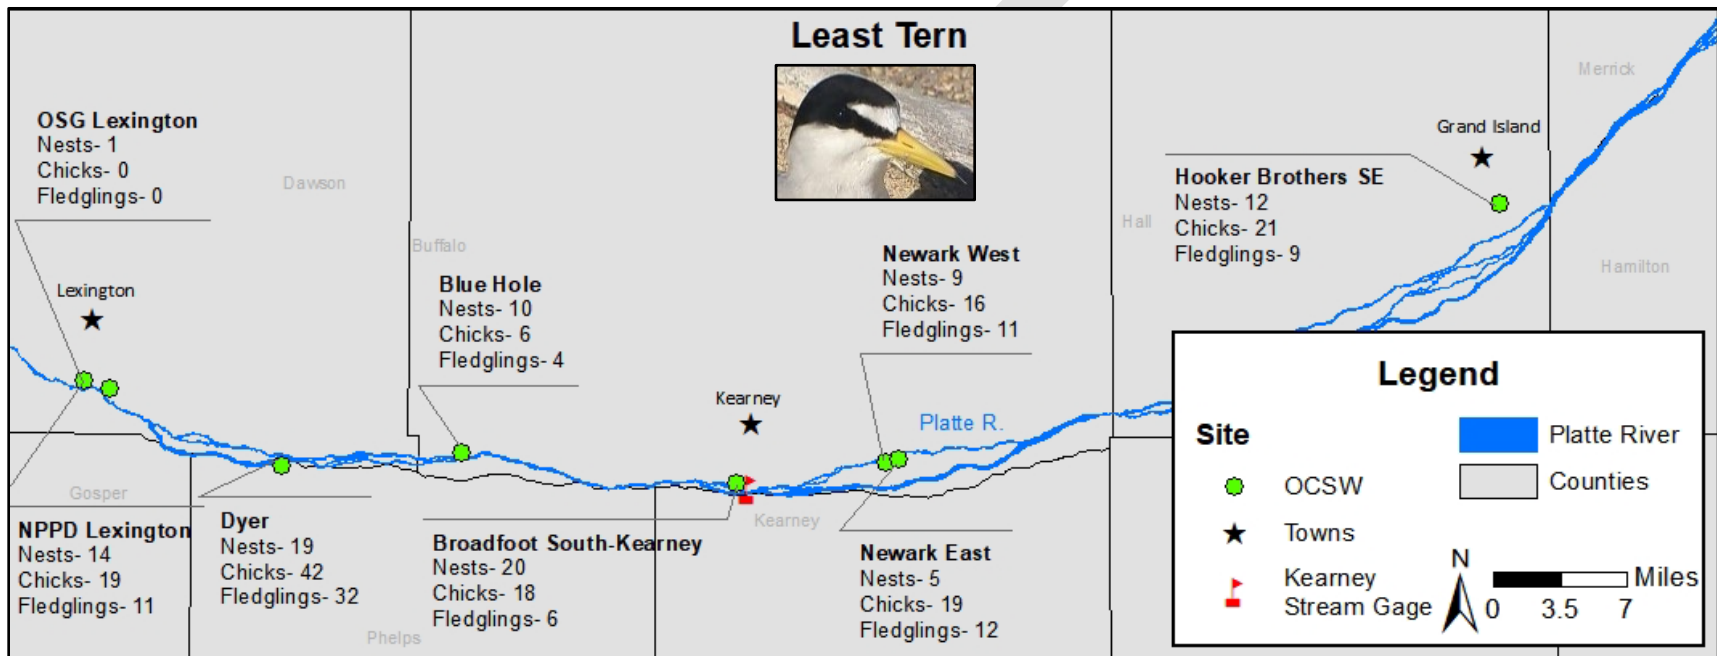 Least Tern
OSG Lexington
Nests- 1
Chicks- 0
Fledglings- 0
Dawson
Lexington
Buffalo
Blue Hole
Nests- 10
Chicks- 6
Fledglings- 4
Kearney
Newark West
Nests- 9
Chicks- 16
Fledglings- 11
Platte R.
Hall
Merrick
Grand Island
Hooker Brothers SE
Nests- 12
Chicks- 21
Fledglings- 9
Hamilton
Gosper
NPPD Lexington
Nests- 14
Chicks- 19
Fledglings- 11
Dyer
Nests- 19
Chicks- 42
Fledglings- 32
Phelps
Broadfoot South-Kearney
Nests- 20
Chicks- 18
Fledglings- 6
Kearney
Newark East
Nests- 5
Chicks- 19
Fledglings- 12
Legend
Site
OCSW
Towns
Kearney
Stream Gage
Platte River
Counties
N
Miles
0 3.5 7